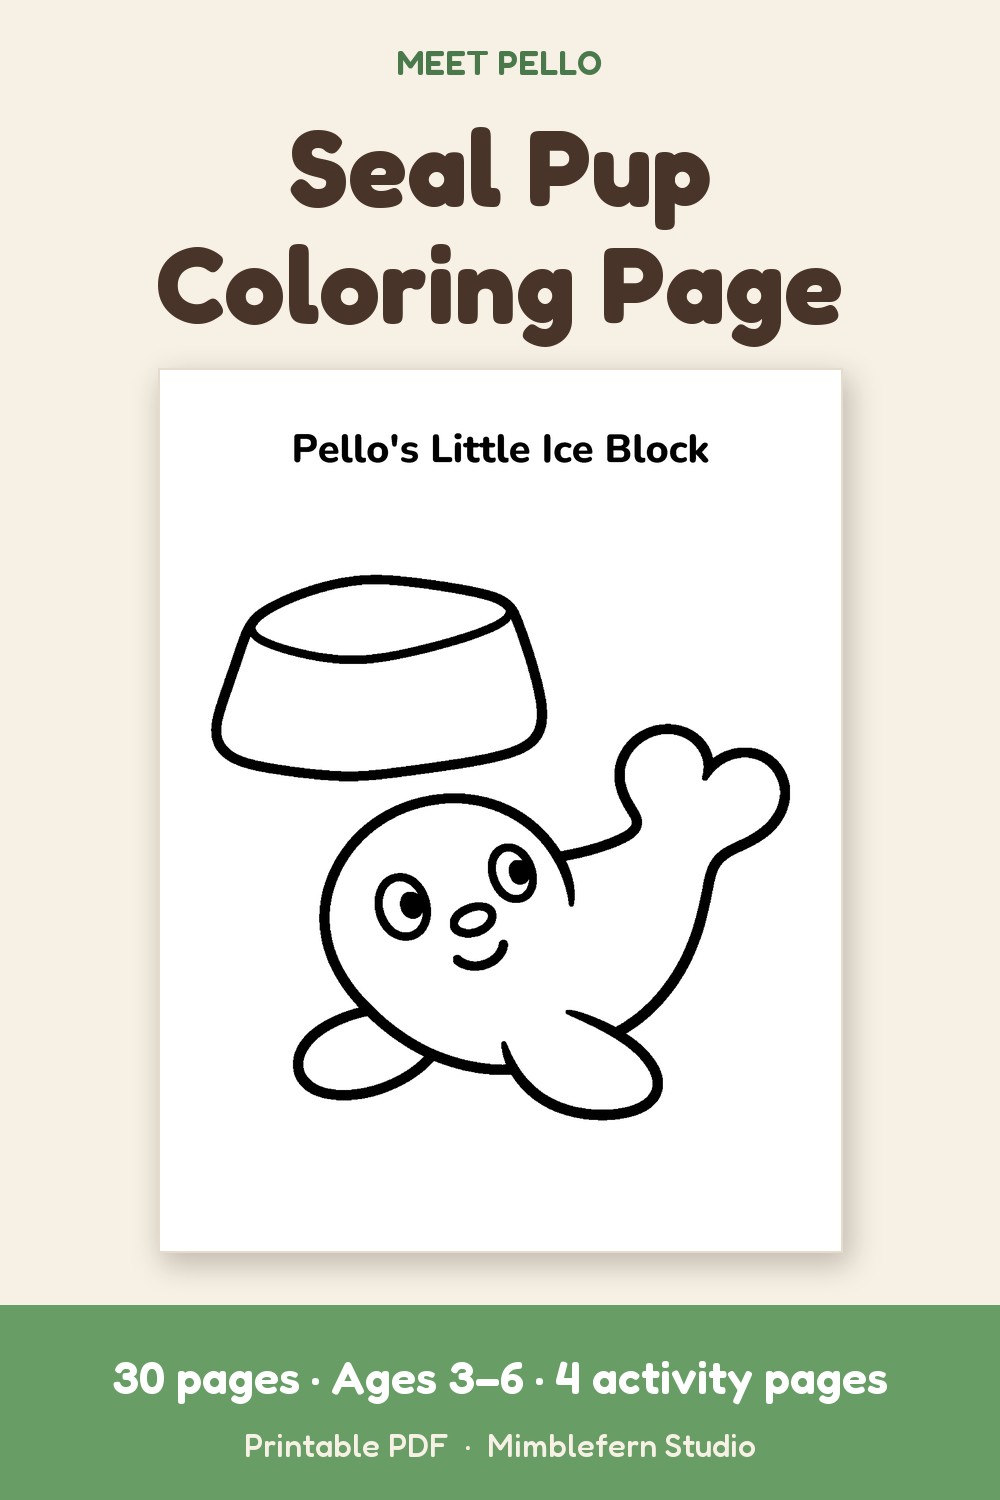 MEET PELLO
Seal Pup
Coloring Page
Pello's Little Ice Block
30 pages · Ages 3–6 · 4 activity pages
Printable PDF · Mimblefern Studio